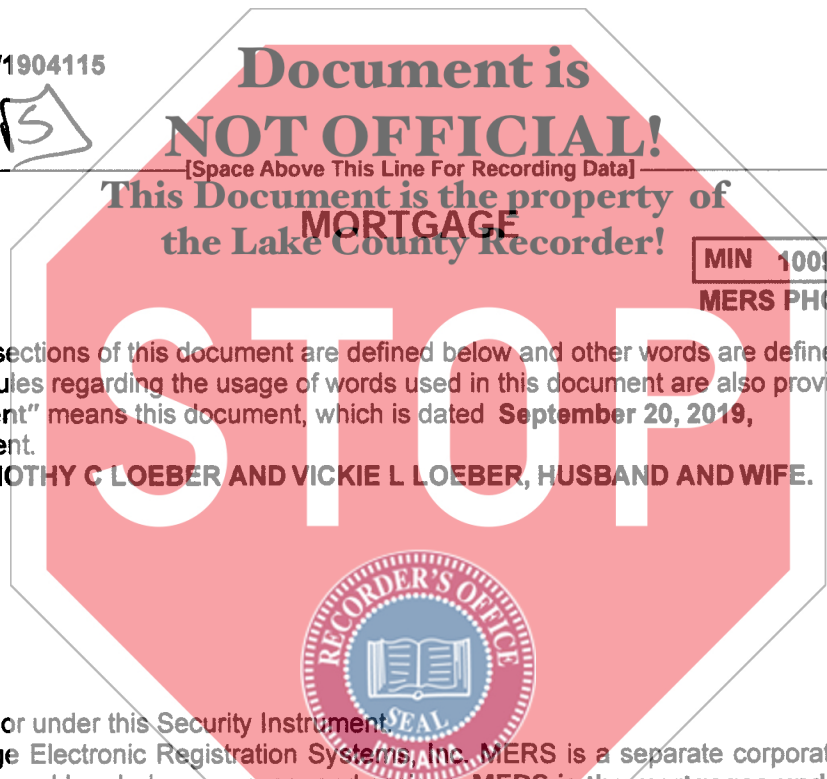 1904115
Document is
NOT OFFICIAL!
[Space Above This Line For Recording Data]
This Document is the property of
MORTGAGE
the Lake County Recorder!
MIN 1009
MERS PHO
STOP
sections of this document are defined below and other words are define
ules regarding the usage of words used in this document are also provi
nt" means this document, which is dated September 20, 2019,
ent.
OTHY C LOEBER AND VICKIE L LOEBER, HUSBAND AND WIFE.
RECORDER'S OFFICE
SEAL
or under this Security Instrument.
ge Electronic Registration Systems, Inc. MERS is a separate corporat